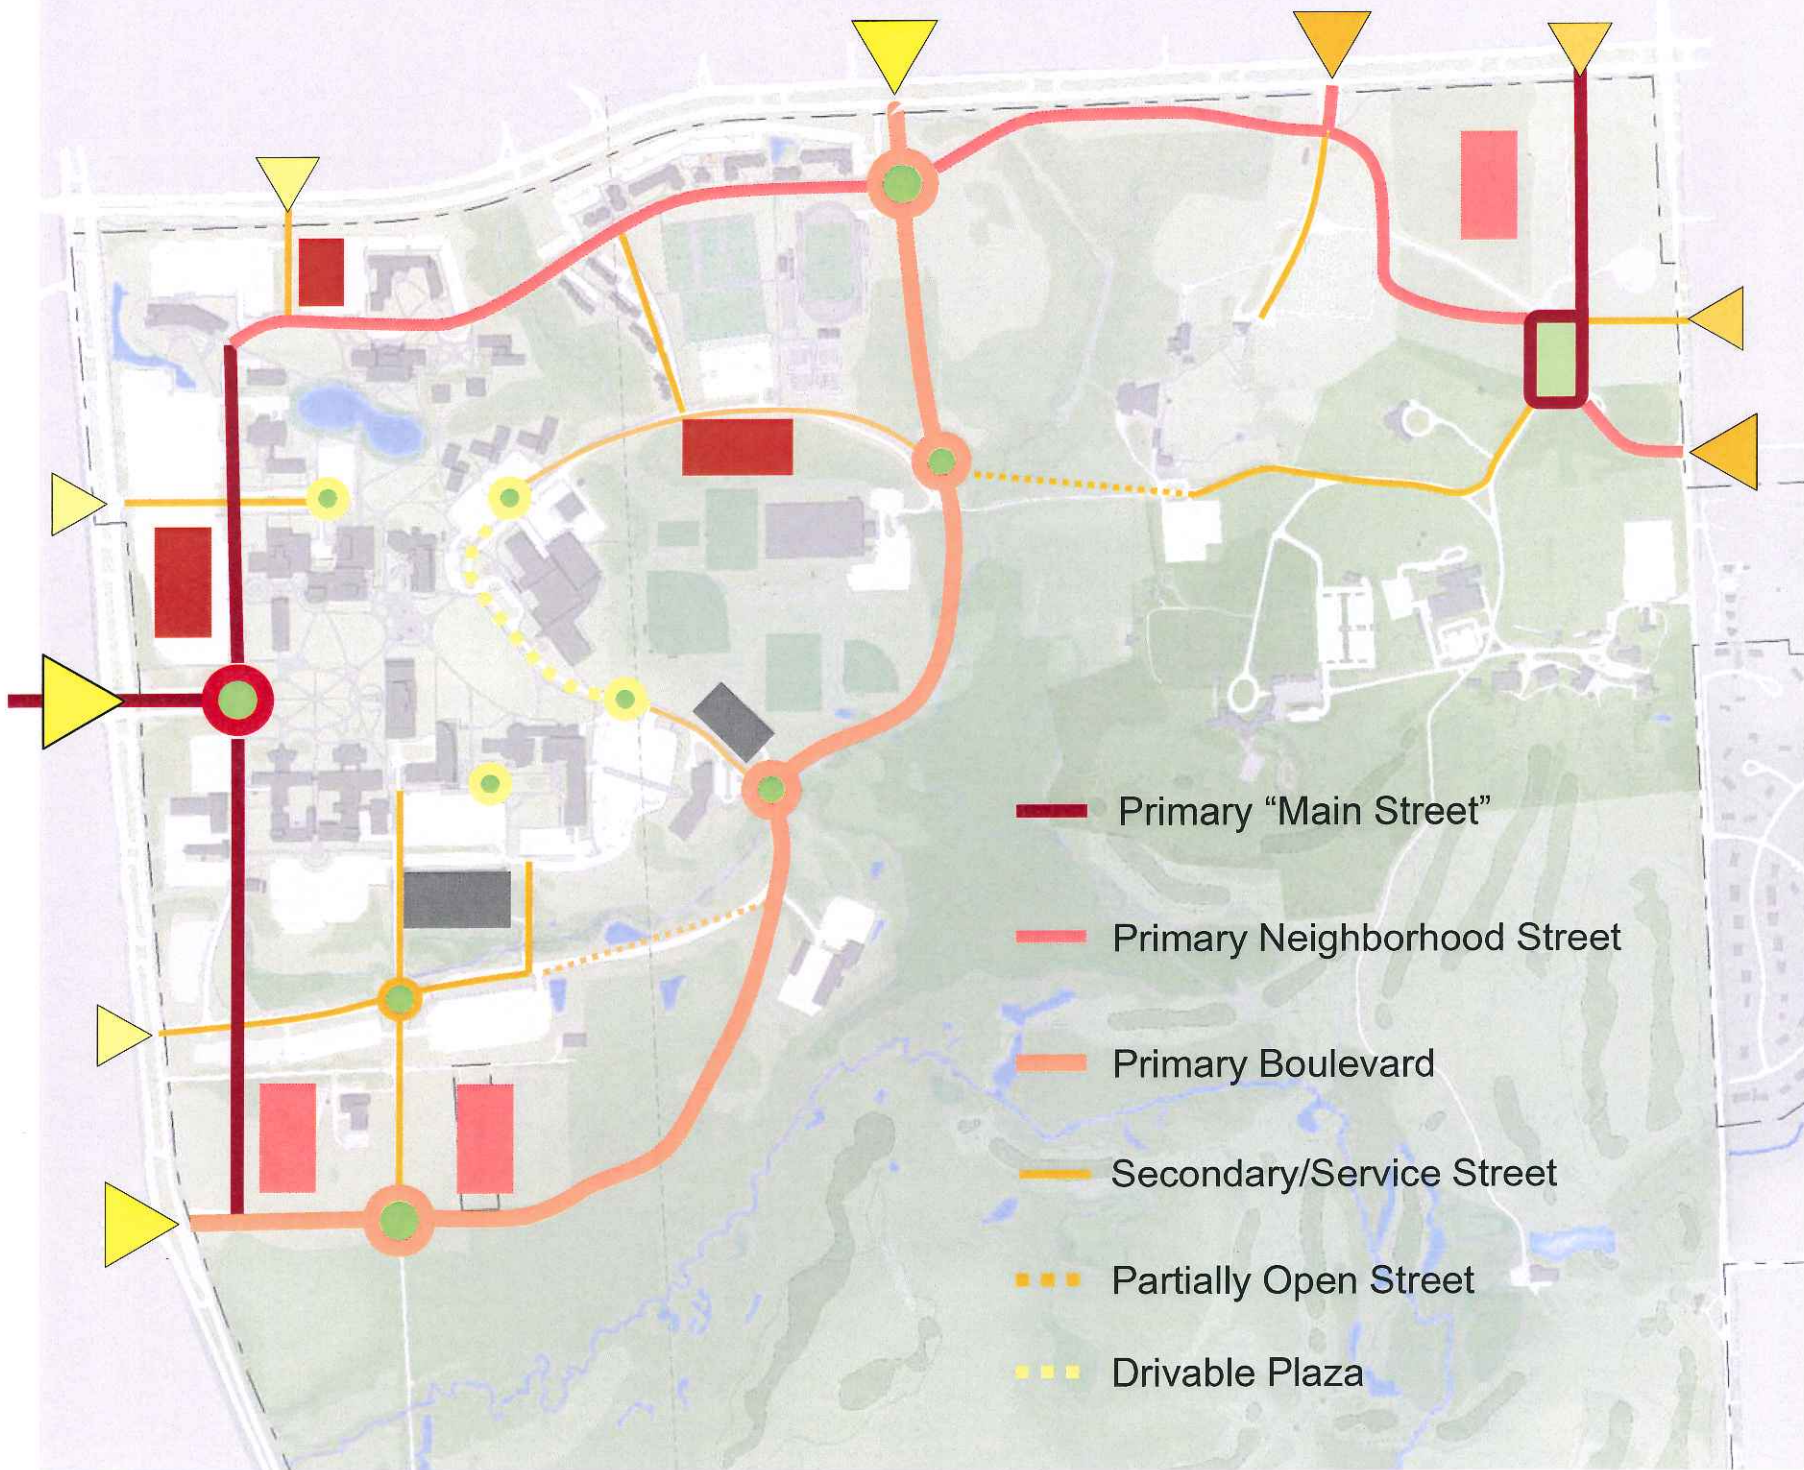 Primary “Main Street”
Primary Neighborhood Street
Primary Boulevard
Secondary/Service Street
Partially Open Street
Drivable Plaza